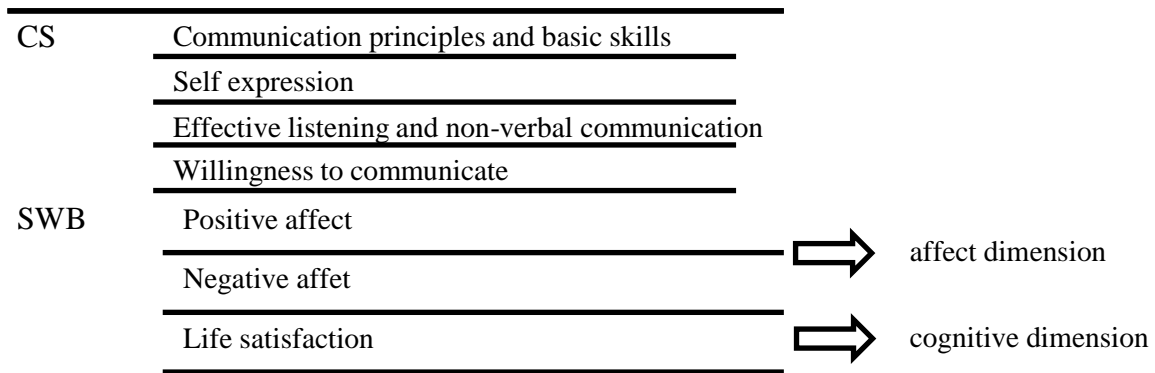 CS Communication principles and basic skills
Self expression
Effective listening and non-verbal communication
Willingness to communicate
SWB Positive affect
affect dimension
Negative affet
Life satisfaction cognitive dimension